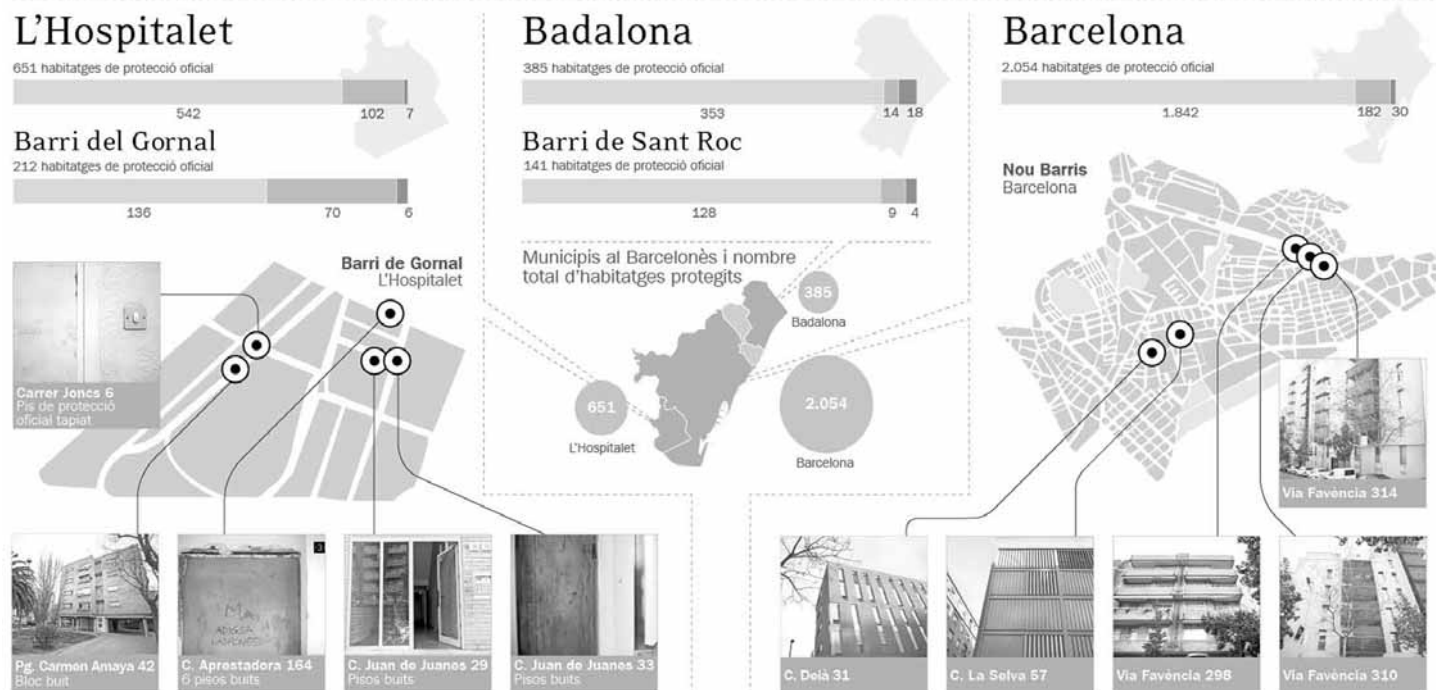 L'Hospitalet
651 habitatges de protecció oficial
542 102 7
Barri del Gornal
212 habitatges de protecció oficial
136 70 6
Badalona
385 habitatges de protecció oficial
353 14 18
Barri de Sant Roc
141 habitatges de protecció oficial
128 9 4
Barcelona
2.054 habitatges de protecció oficial
1.842 182 30
Barri de Gornal
L'Hospitalet
Carrer Joncs 6
Pis de protecció
oficial tapiat
Pg. Carmen Amaya 42
Bloc buit
C. Aprestadora 164
6 pisos buits
C. Juan de Juanes 29
Pisos buits
C. Juan de Juanes 33
Pisos buits
Municipis al Barcelonès i nombre
total d'habitatges protegits
385
Badalona
651
L'Hospitalet
2.054
Barcelona
Nou Barris
Barcelona
Via Favència 314
C. Deià 31
C. La Selva 57
Via Favència 298
Via Favència 310